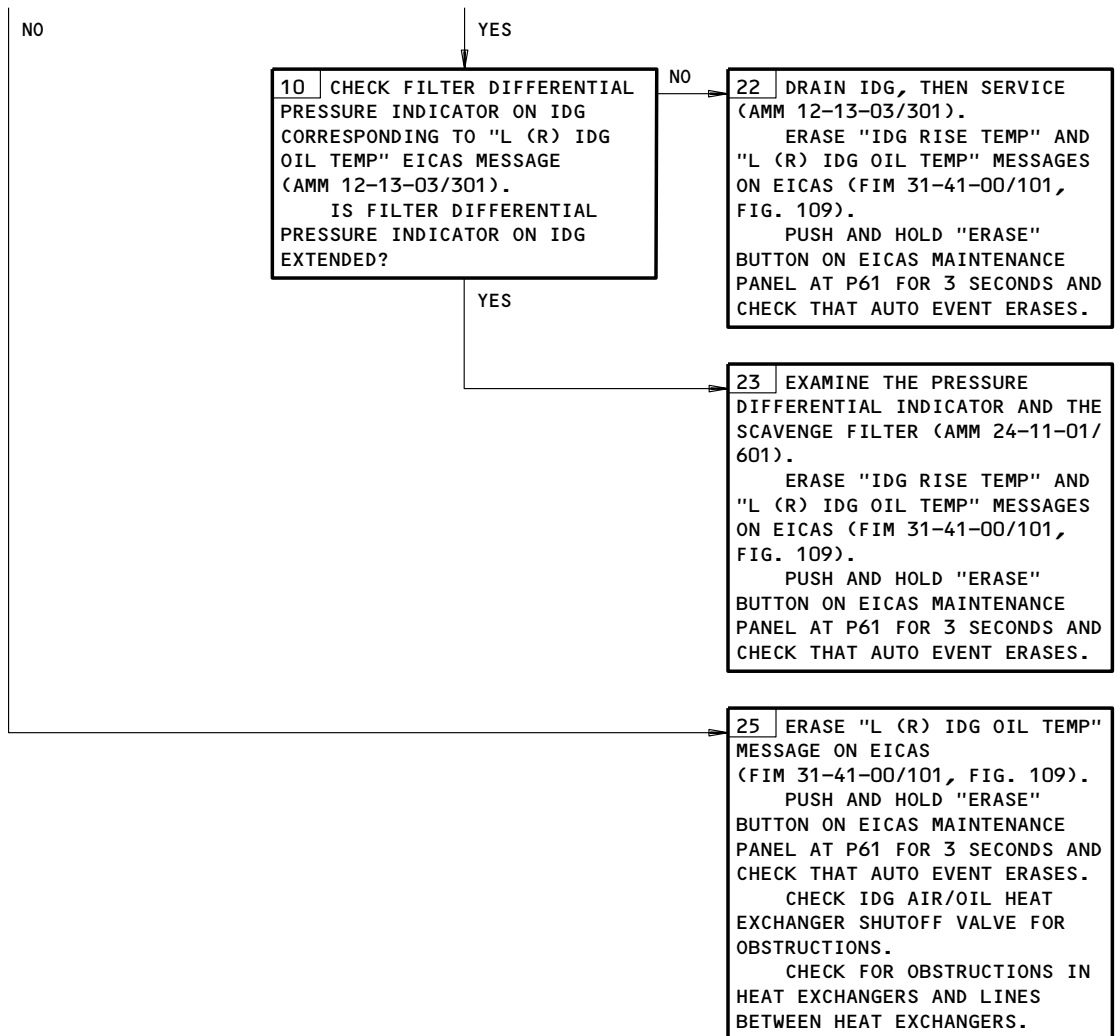 NO
YES
10 CHECK FILTER DIFFERENTIAL
PRESSURE INDICATOR ON IDG
CORRESPONDING TO "L (R) IDG
OIL TEMP" EICAS MESSAGE
(AMM 12-13-03/301).
IS FILTER DIFFERENTIAL
PRESSURE INDICATOR ON IDG
EXTENDED?
NO
22 DRAIN IDG, THEN SERVICE
(AMM 12-13-03/301).
ERASE "IDG RISE TEMP" AND
"L (R) IDG OIL TEMP" MESSAGES
ON EICAS (FIM 31-41-00/101,
FIG. 109).
PUSH AND HOLD "ERASE"
BUTTON ON EICAS MAINTENANCE
PANEL AT P61 FOR 3 SECONDS AND
CHECK THAT AUTO EVENT ERASES.
YES
23 EXAMINE THE PRESSURE
DIFFERENTIAL INDICATOR AND THE
SCAVENGE FILTER (AMM 24-11-01/
601).
ERASE "IDG RISE TEMP" AND
"L (R) IDG OIL TEMP" MESSAGES
ON EICAS (FIM 31-41-00/101,
FIG. 109).
PUSH AND HOLD "ERASE"
BUTTON ON EICAS MAINTENANCE
PANEL AT P61 FOR 3 SECONDS AND
CHECK THAT AUTO EVENT ERASES.
25 ERASE "L (R) IDG OIL TEMP"
MESSAGE ON EICAS
(FIM 31-41-00/101, FIG. 109).
PUSH AND HOLD "ERASE"
BUTTON ON EICAS MAINTENANCE
PANEL AT P61 FOR 3 SECONDS AND
CHECK THAT AUTO EVENT ERASES.
CHECK IDG AIR/OIL HEAT
EXCHANGER SHUTOFF VALVE FOR
OBSTRUCTIONS.
CHECK FOR OBSTRUCTIONS IN
HEAT EXCHANGERS AND LINES
BETWEEN HEAT EXCHANGERS.